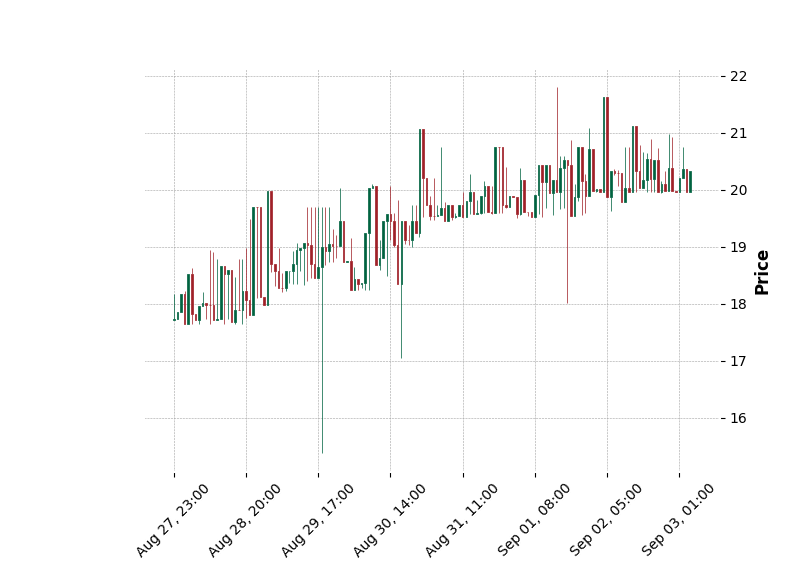 22
21
20
19
18
17
16
Price
Aug 27, 23:00
Aug 28, 20:00
Aug 29, 17:00
Aug 30, 14:00
Aug 31, 11:00
Sep 01, 08:00
Sep 02, 05:00
Sep 03, 01:00